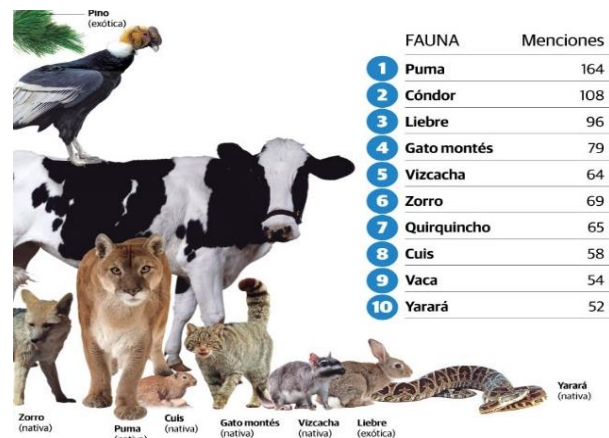 Pino
(exótica)
FAUNA Menciones
1 Puma 164
2 Cóndor 108
3 Liebre 96
4 Gato montés 79
5 Vizcacha 64
6 Zorro 69
7 Quirquincho 65
8 Cuis 58
9 Vaca 54
10 Yarará 52
Zorro
(nativa)
Puma
(nativa)
Cuis
(nativa)
Gato montés
(nativa)
Vizcacha
(nativa)
Liebre
(exótica)
Yarará
(nativa)